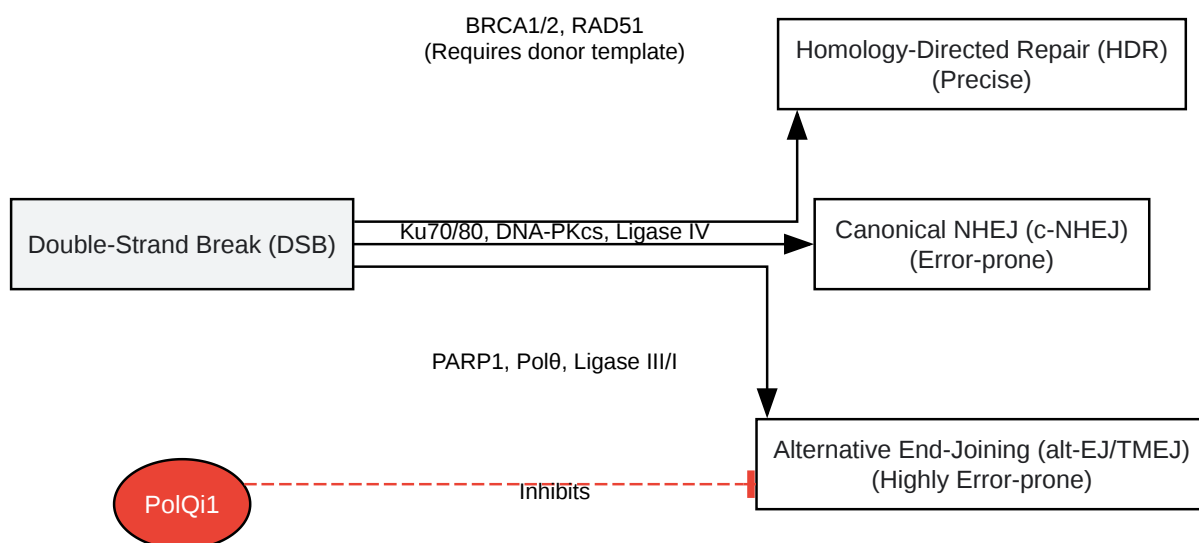 BRCA1/2, RAD51
(Requires donor template)
Homology-Directed Repair (HDR)
(Precise)
Double-Strand Break (DSB)
Ku70/80, DNA-PKcs, Ligase IV
Canonical NHEJ (c-NHEJ)
(Error-prone)
PARP1, Polθ, Ligase III/I
Alternative End-Joining (alt-EJ/TMEJ)
(Highly Error-prone)
PolQi1
Inhibits